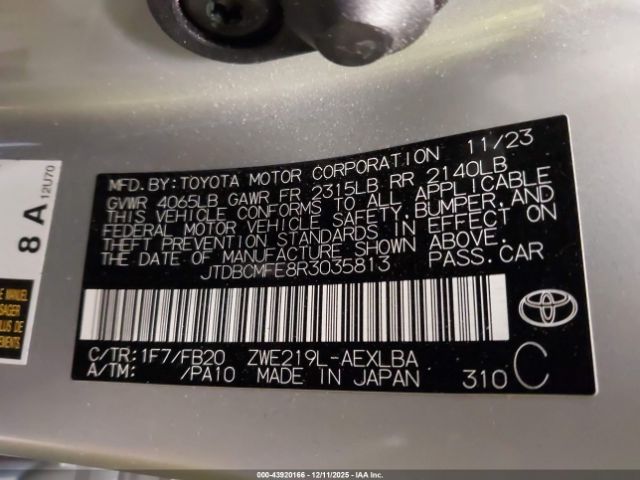 MFD.BY:TOYOTA MOTOR CORPORATION 11/23
GVWR 4065LB GAWR FR 2315LB RR 2140LB
THIS VEHICLE CONFORMS TO ALL APPLICABLE
FEDERAL MOTOR VEHICLE SAFETY,BUMPER,AND
THEFT PREVENTION STANDARDS IN EFFECT ON
THE DATE OF MANUFACTURE SHOWN ABOVE.
JTDBCMFE8R3035813 PASS.CAR
C/TR:1F7/FB20 ZWE219L-AEXLBA
A/TM: /PA10 MADE IN JAPAN 310 C
8 A 12U70
000-43920166 - 12/11/2025 - IAA Inc.